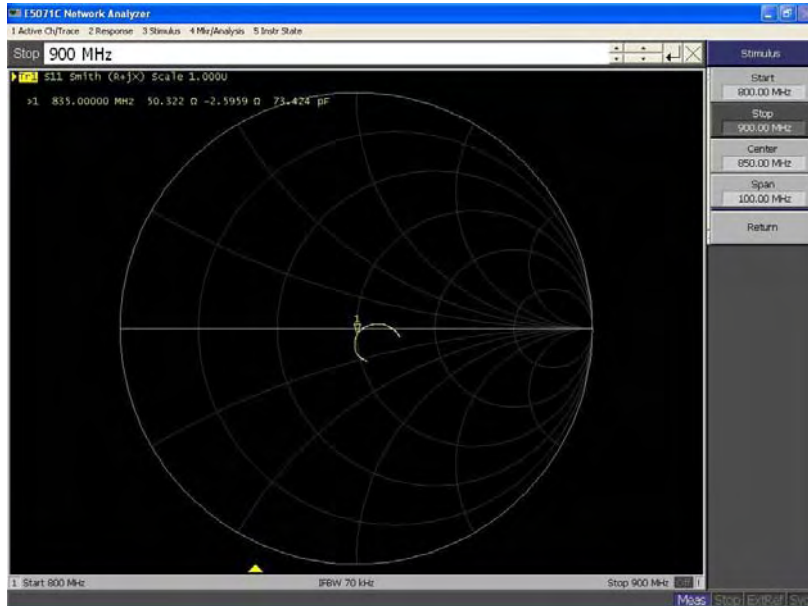 E5071C Network Analyzer
1 Active Ch/Trace 2 Response 3 Stimulus 4 Mkr/Analysis 5 Instr State
Stop 900 MHz
Tr1 S11 Smith (R+jX) Scale 1.000U
>1 835.00000 MHz 50.322 Ω -2.5959 Ω 73.424 pF
1
Stimulus
Start
800.00 MHz
Stop
900.00 MHz
Center
850.00 MHz
Span
100.00 MHz
Return
1 Start 800 MHz IFBW 70 kHz Stop 900 MHz Off !
Meas Stop ExtRef Svc